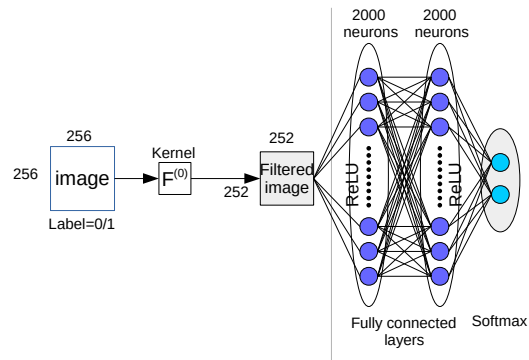 2000 2000
neurons neurons
256
256
image
Label=0/1
Kernel
F(0)
252
252
Filtered
image
ReLU
ReLU
Fully connected
layers
Softmax